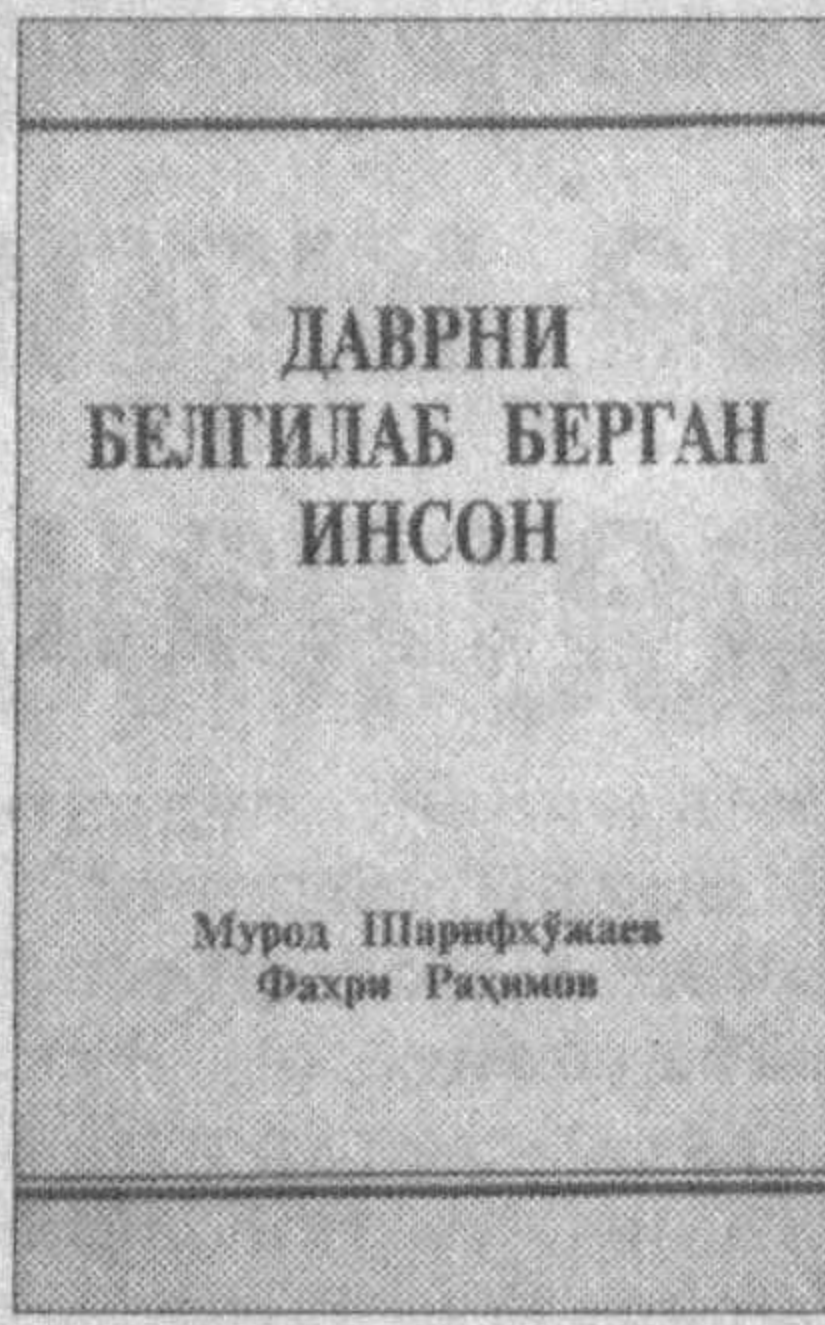 ДАВРНИ
БЕЛГИЛАБ БЕРГАН
ИНСОН
Мурод Шарифхўжаев
Фахри Раҳимов